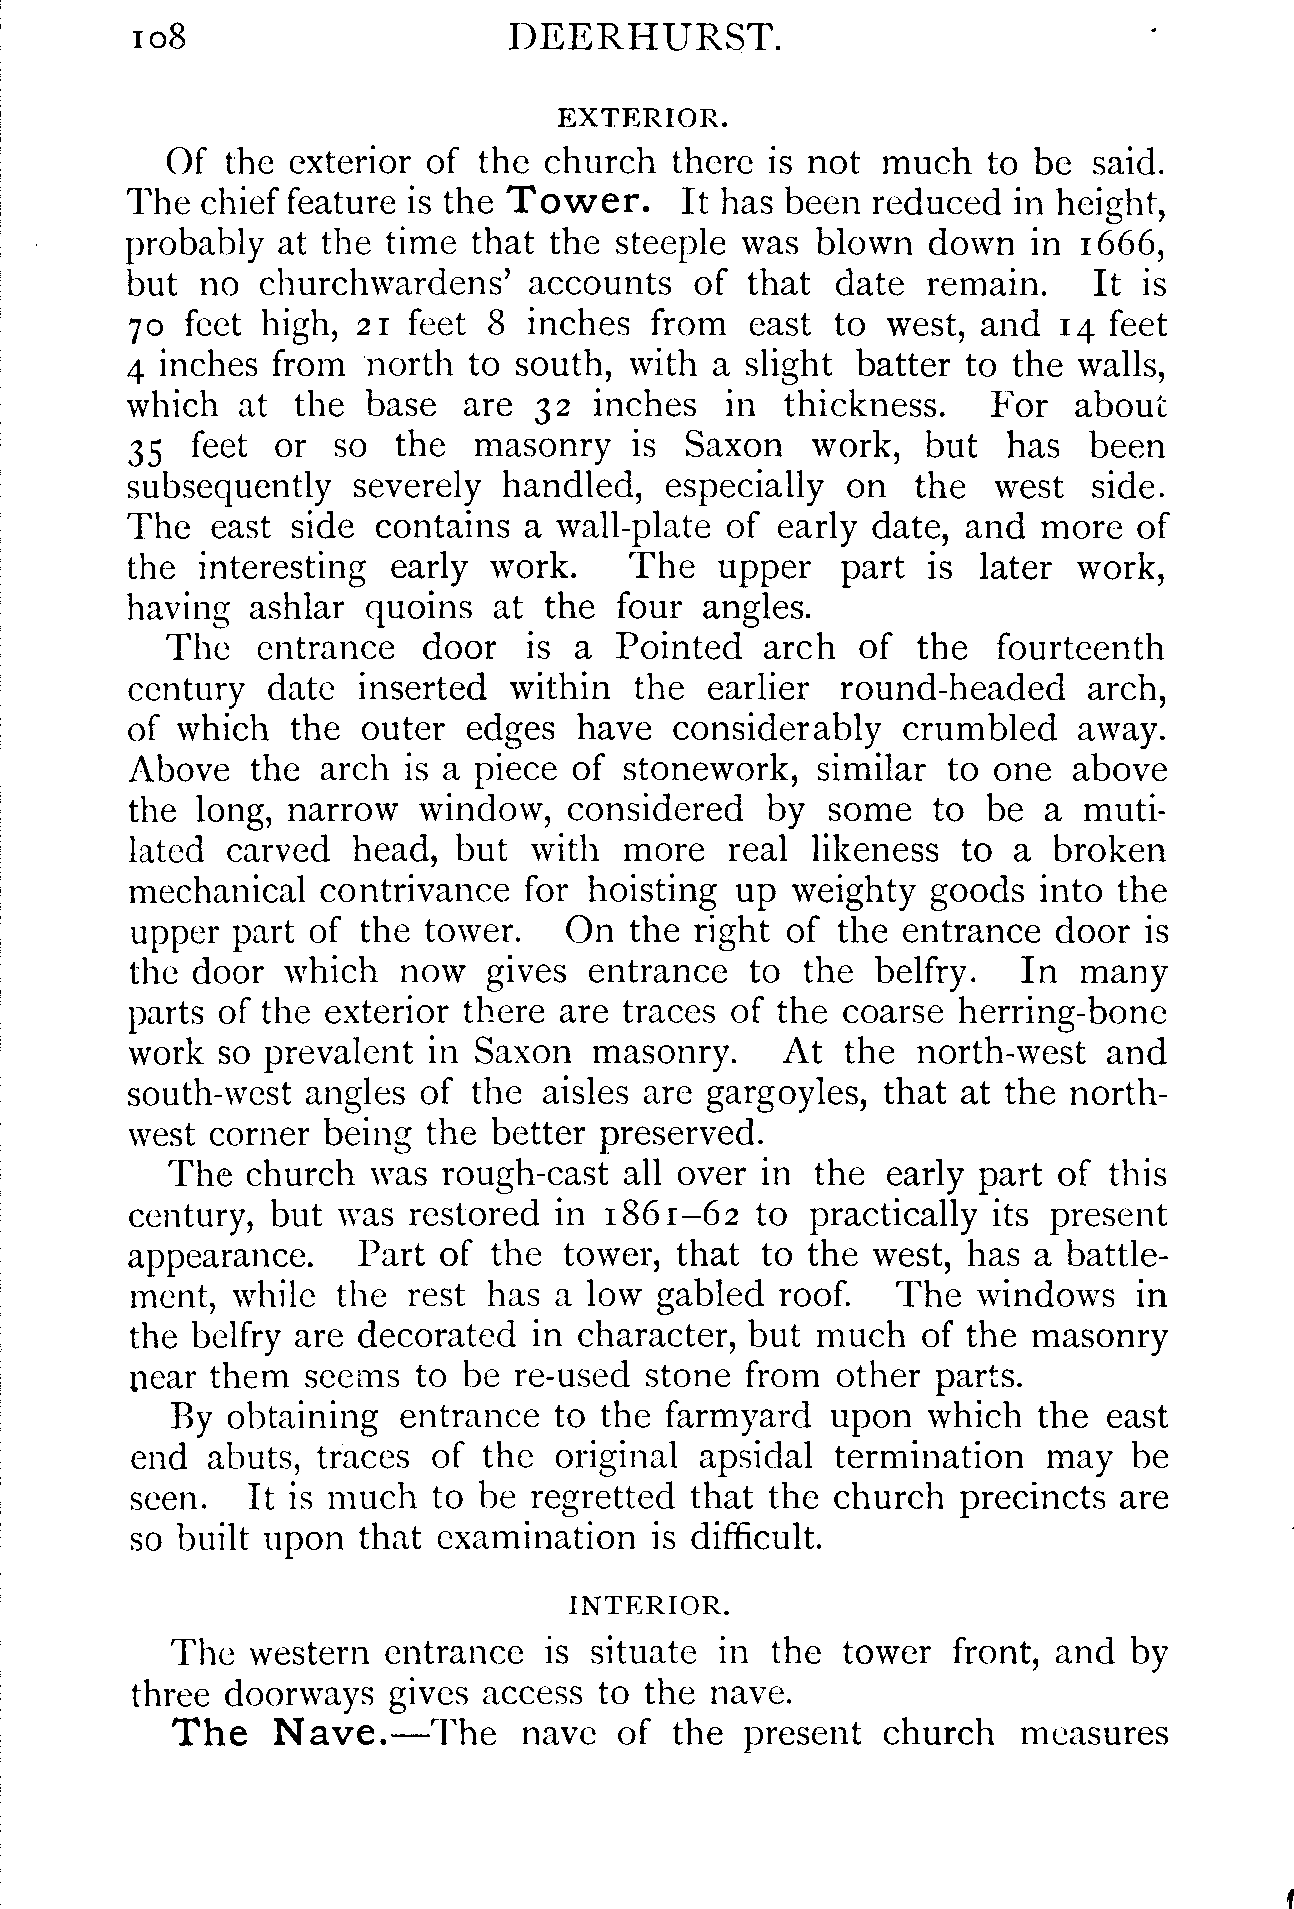 108 DEERHURST.
EXTERIOR.
Of the exterior of the church there is not much to be said.
The chief feature is the Tower. It has been reduced in height,
probably at the time that the steeple was blown down in 1666,
but no churchwardens' accounts of that date remain. It is
70 feet high, 21 feet 8 inches from east to west, and 14 feet
4 inches from north to south, with a slight batter to the walls,
which at the base are 32 inches in thickness. For about
35 feet or so the masonry is Saxon work, but has been
subsequently severely handled, especially on the west side.
The east side contains a wall-plate of early date, and more of
the interesting early work. The upper part is later work,
having ashlar quoins at the four angles.
The entrance door is a Pointed arch of the fourteenth
century date inserted within the earlier round-headed arch,
of which the outer edges have considerably crumbled away.
Above the arch is a piece of stonework, similar to one above
the long, narrow window, considered by some to be a muti-
lated carved head, but with more real likeness to a broken
mechanical contrivance for hoisting up weighty goods into the
upper part of the tower. On the right of the entrance door is
the door which now gives entrance to the belfry. In many
parts of the exterior there are traces of the coarse herring-bone
work so prevalent in Saxon masonry. At the north-west and
south-west angles of the aisles are gargoyles, that at the north-
west corner being the better preserved.
The church was rough-cast all over in the early part of this
century, but was restored in 1861–62 to practically its present
appearance. Part of the tower, that to the west, has a battle-
ment, while the rest has a low gabled roof. The windows in
the belfry are decorated in character, but much of the masonry
near them seems to be re-used stone from other parts.
By obtaining entrance to the farmyard upon which the east
end abuts, traces of the original apsidal termination may be
seen. It is much to be regretted that the church precincts are
so built upon that examination is difficult.
INTERIOR.
The western entrance is situate in the tower front, and by
three doorways gives access to the nave.
The Nave.—The nave of the present church measures